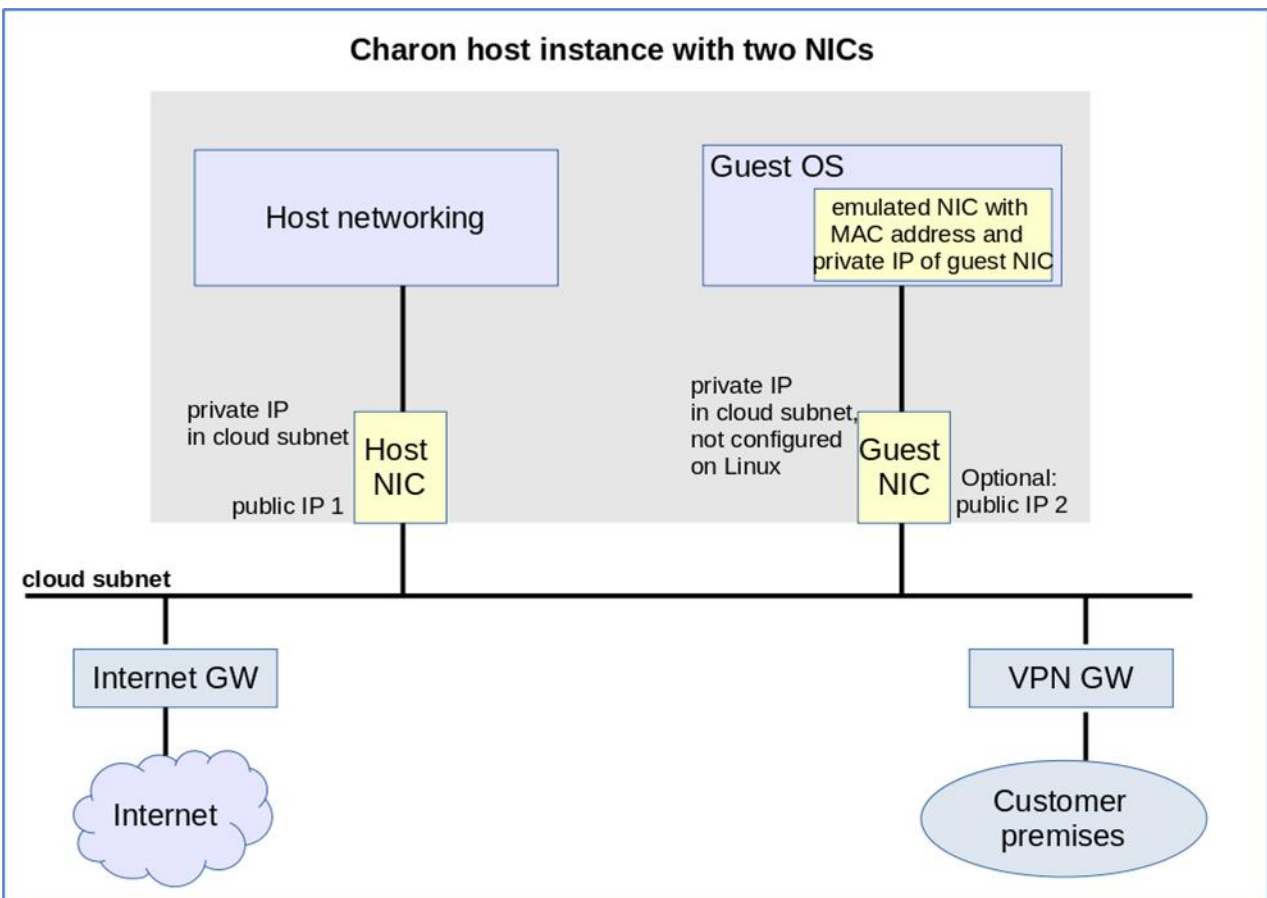 Charon host instance with two NICs
Host networking
Guest OS
emulated NIC with
MAC address and
private IP of guest NIC
private IP
in cloud subnet
Host
NIC
public IP 1
private IP
in cloud subnet,
not configured
on Linux
Guest
NIC
Optional:
public IP 2
cloud subnet
Internet GW
VPN GW
Internet
Customer
premises